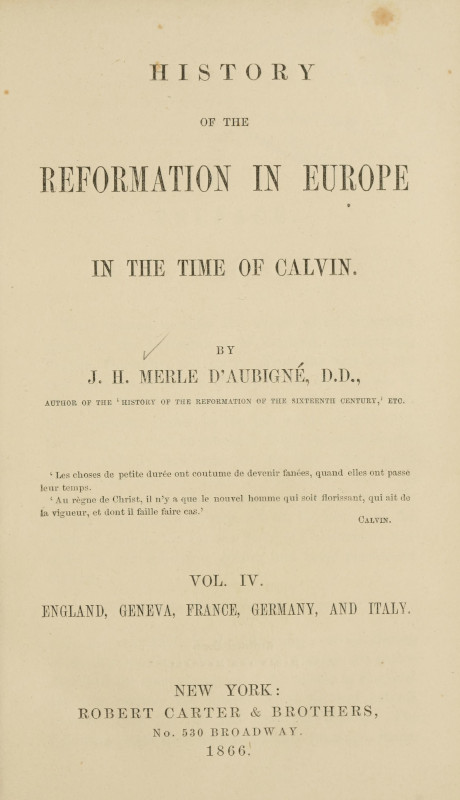 HISTORY
OF THE
REFORMATION IN EUROPE
IN THE TIME OF CALVIN.
BY
J. H. MERLE D'AUBIGNÉ, D.D.,
AUTHOR OF THE 'HISTORY OF THE REFORMATION OF THE SIXTEENTH CENTURY,' ETC.
'Les choses de petite durée ont coutume de devenir fanées, quand elles ont passe
leur temps.
'Au règne de Christ, il n'y a que le nouvel homme qui soit florissant, qui ait de
la vigueur, et dont il faille faire cas.'
CALVIN.
VOL. IV.
ENGLAND, GENEVA, FRANCE, GERMANY, AND ITALY.
NEW YORK:
ROBERT CARTER & BROTHERS,
No. 530 BROADWAY.
1866.